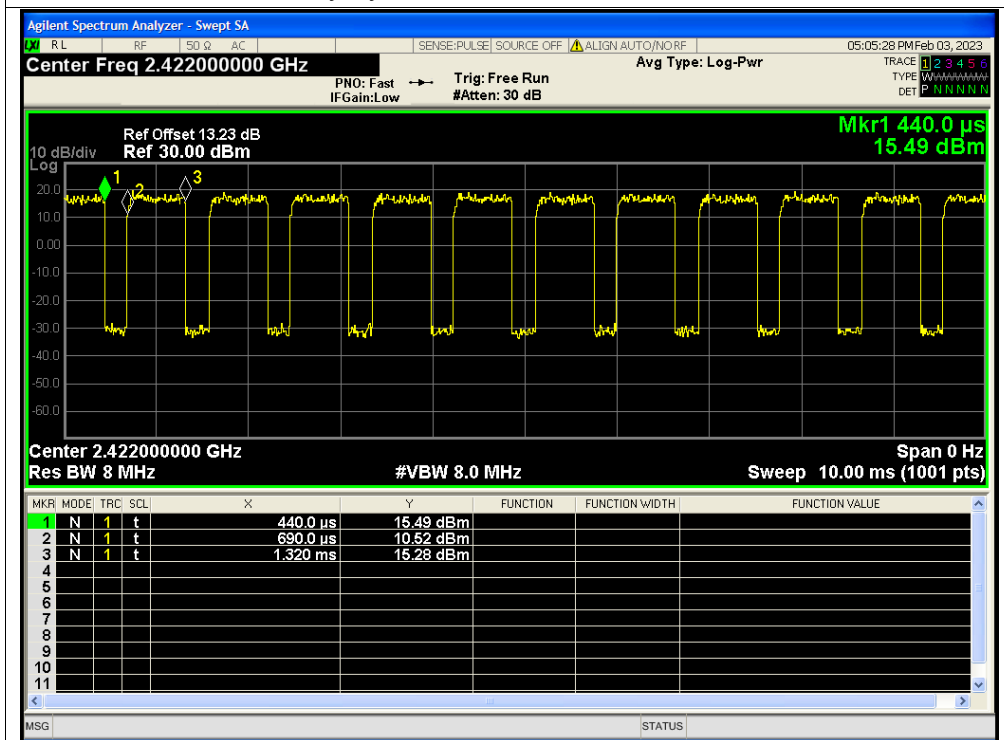 Agilent Spectrum Analyzer - Swept SA
LXI RL RF 50 Ω AC SENSE:PULSE SOURCE OFF ALIGN AUTO/NO RF 05:05:28 PM Feb 03, 2023
Center Freq 2.422000000 GHz
PNO: Fast
IFGain:Low
Trig: Free Run
#Atten: 30 dB
Avg Type: Log-Pwr
TRACE 1 2 3 4 5 6
TYPE WWWWWW
DET P N N N N N
Mkr1 440.0 µs
15.49 dBm
Ref Offset 13.23 dB
10 dB/div Ref 30.00 dBm
Log
1
2
3
20.0
10.0
0.00
-10.0
-20.0
-30.0
-40.0
-50.0
-60.0
Center 2.422000000 GHz Span 0 Hz
Res BW 8 MHz #VBW 8.0 MHz Sweep 10.00 ms (1001 pts)
MKR MODE TRC SCL X Y FUNCTION FUNCTION WIDTH FUNCTION VALUE
1 N 1 t 440.0 µs 15.49 dBm
2 N 1 t 690.0 µs 10.52 dBm
3 N 1 t 1.320 ms 15.28 dBm
4
5
6
7
8
9
10
11
MSG STATUS